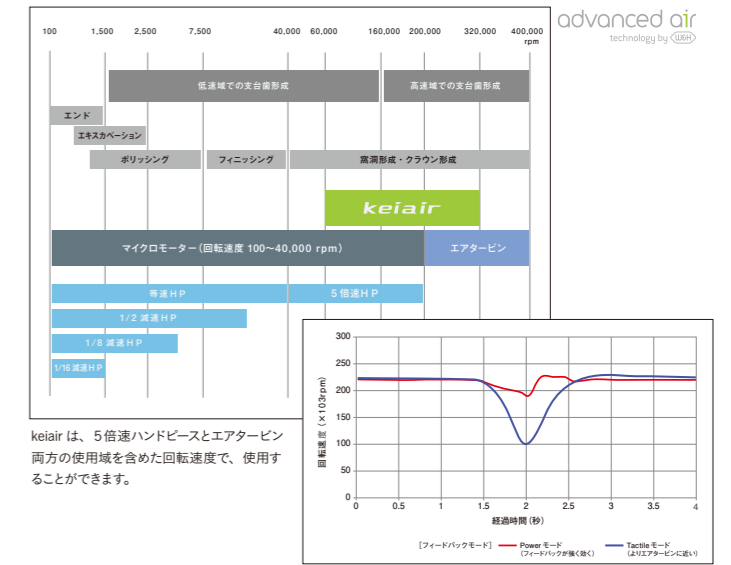 advanced air
technology by W&H
100 1,500 2,500 7,500 40,000 60,000 160,000 200,000 320,000 400,000
rpm
低速域での支台歯形成 高速域での支台歯形成
エンド
エキスカベーション
ポリッシング フィニッシング 窩洞形成・クラウン形成
keiair
マイクロモーター(回転速度 100〜40,000 rpm) エアタービン
等速HP 5倍速HP
1/2 減速HP
1/8 減速HP
1/16 減速HP
keiair は、5倍速ハンドピースとエアタービン
両方の使用域を含めた回転速度で、使用す
ることができます。
回転速度(×103rpm)
300
250
200
150
100
50
0
0 0.5 1 1.5 2 2.5 3 3.5 4
経過時間(秒)
[フィードバックモード] Power モード Tactile モード
(フィードバックが強く効く) (よりエアタービンに近い)